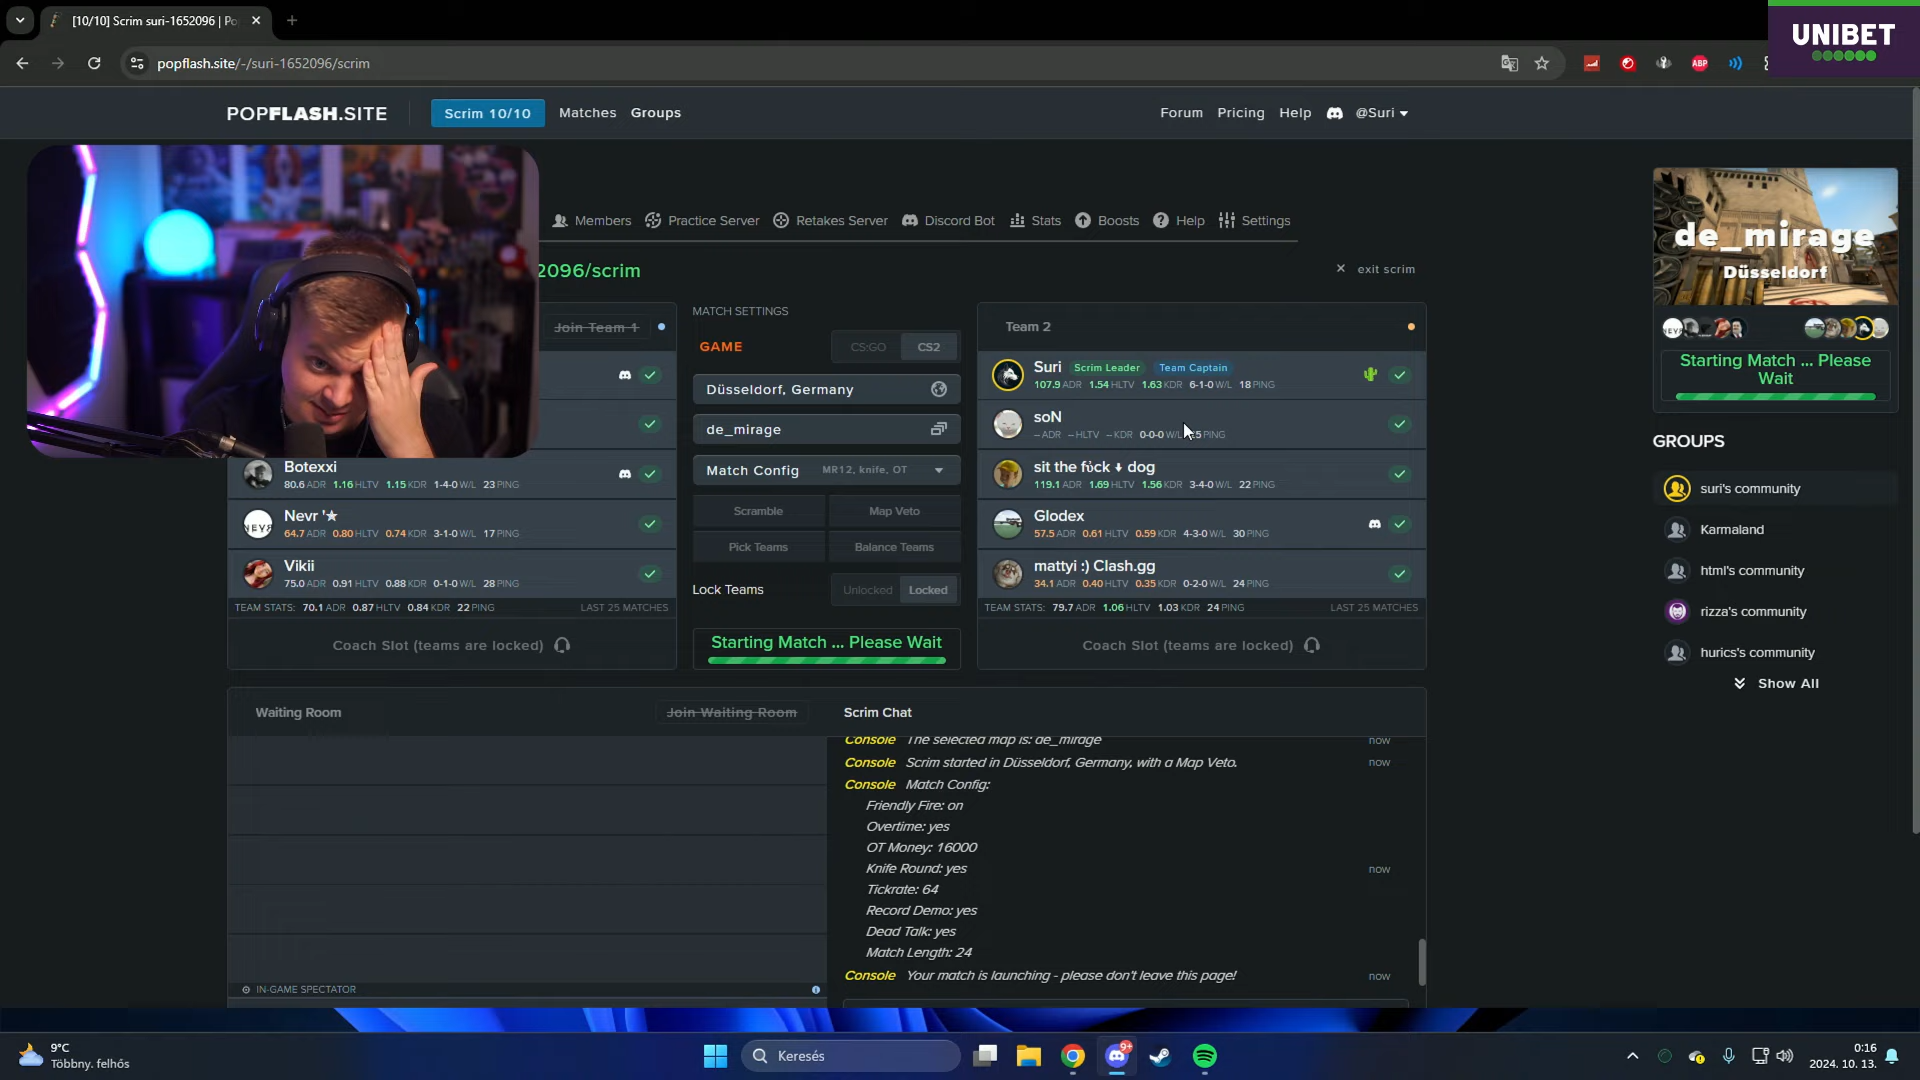 [10/10] Scrim suri-1652096 | Po
UNIBET
popflash.site/-/suri-1652096/scrim
ABP
POPFLASH.SITE
Scrim 10/10
Matches
Groups
Forum
Pricing
Help
@Suri
Members
Practice Server
Retakes Server
Discord Bot
Stats
Boosts
Help
Settings
2096/scrim
× exit scrim
Join Team 1
Botexxi
80.6 ADR 1.16 HLTV 1.15 KDR 1-4-0 W/L 23 PING
NEVR
Nevr '★
64.7 ADR 0.80 HLTV 0.74 KDR 3-1-0 W/L 17 PING
Vikii
75.0 ADR 0.91 HLTV 0.88 KDR 0-1-0 W/L 28 PING
TEAM STATS: 70.1 ADR 0.87 HLTV 0.84 KDR 22 PING LAST 25 MATCHES
Coach Slot (teams are locked)
MATCH SETTINGS
GAME
CS:GO
CS2
Düsseldorf, Germany
de_mirage
Match Config MR12, knife, OT
Scramble
Map Veto
Pick Teams
Balance Teams
Lock Teams
Unlocked
Locked
Starting Match ... Please Wait
Team 2
Suri Scrim Leader Team Captain
107.9 ADR 1.54 HLTV 1.63 KDR 6-1-0 W/L 18 PING
soN
– ADR – HLTV – KDR 0-0-0 W/L 5 PING
sit the fück ⬇ dog
119.1 ADR 1.69 HLTV 1.56 KDR 3-4-0 W/L 22 PING
Glodex
57.5 ADR 0.61 HLTV 0.59 KDR 4-3-0 W/L 30 PING
mattyi :) Clash.gg
34.1 ADR 0.40 HLTV 0.35 KDR 0-2-0 W/L 24 PING
TEAM STATS: 79.7 ADR 1.06 HLTV 1.03 KDR 24 PING LAST 25 MATCHES
Coach Slot (teams are locked)
de_mirage
Düsseldorf
NEVR
Starting Match ... Please
Wait
GROUPS
suri's community
Karmaland
html's community
rizza's community
hurics's community
Show All
Waiting Room
Join Waiting Room
IN-GAME SPECTATOR
Scrim Chat
Console The selected map is: de_mirage now
Console Scrim started in Düsseldorf, Germany, with a Map Veto. now
Console Match Config:
Friendly Fire: on
Overtime: yes
OT Money: 16000
Knife Round: yes now
Tickrate: 64
Record Demo: yes
Dead Talk: yes
Match Length: 24
Console Your match is launching - please don't leave this page! now
9°C
Többny. felhős
Keresés
9+
0:16
2024. 10. 13.